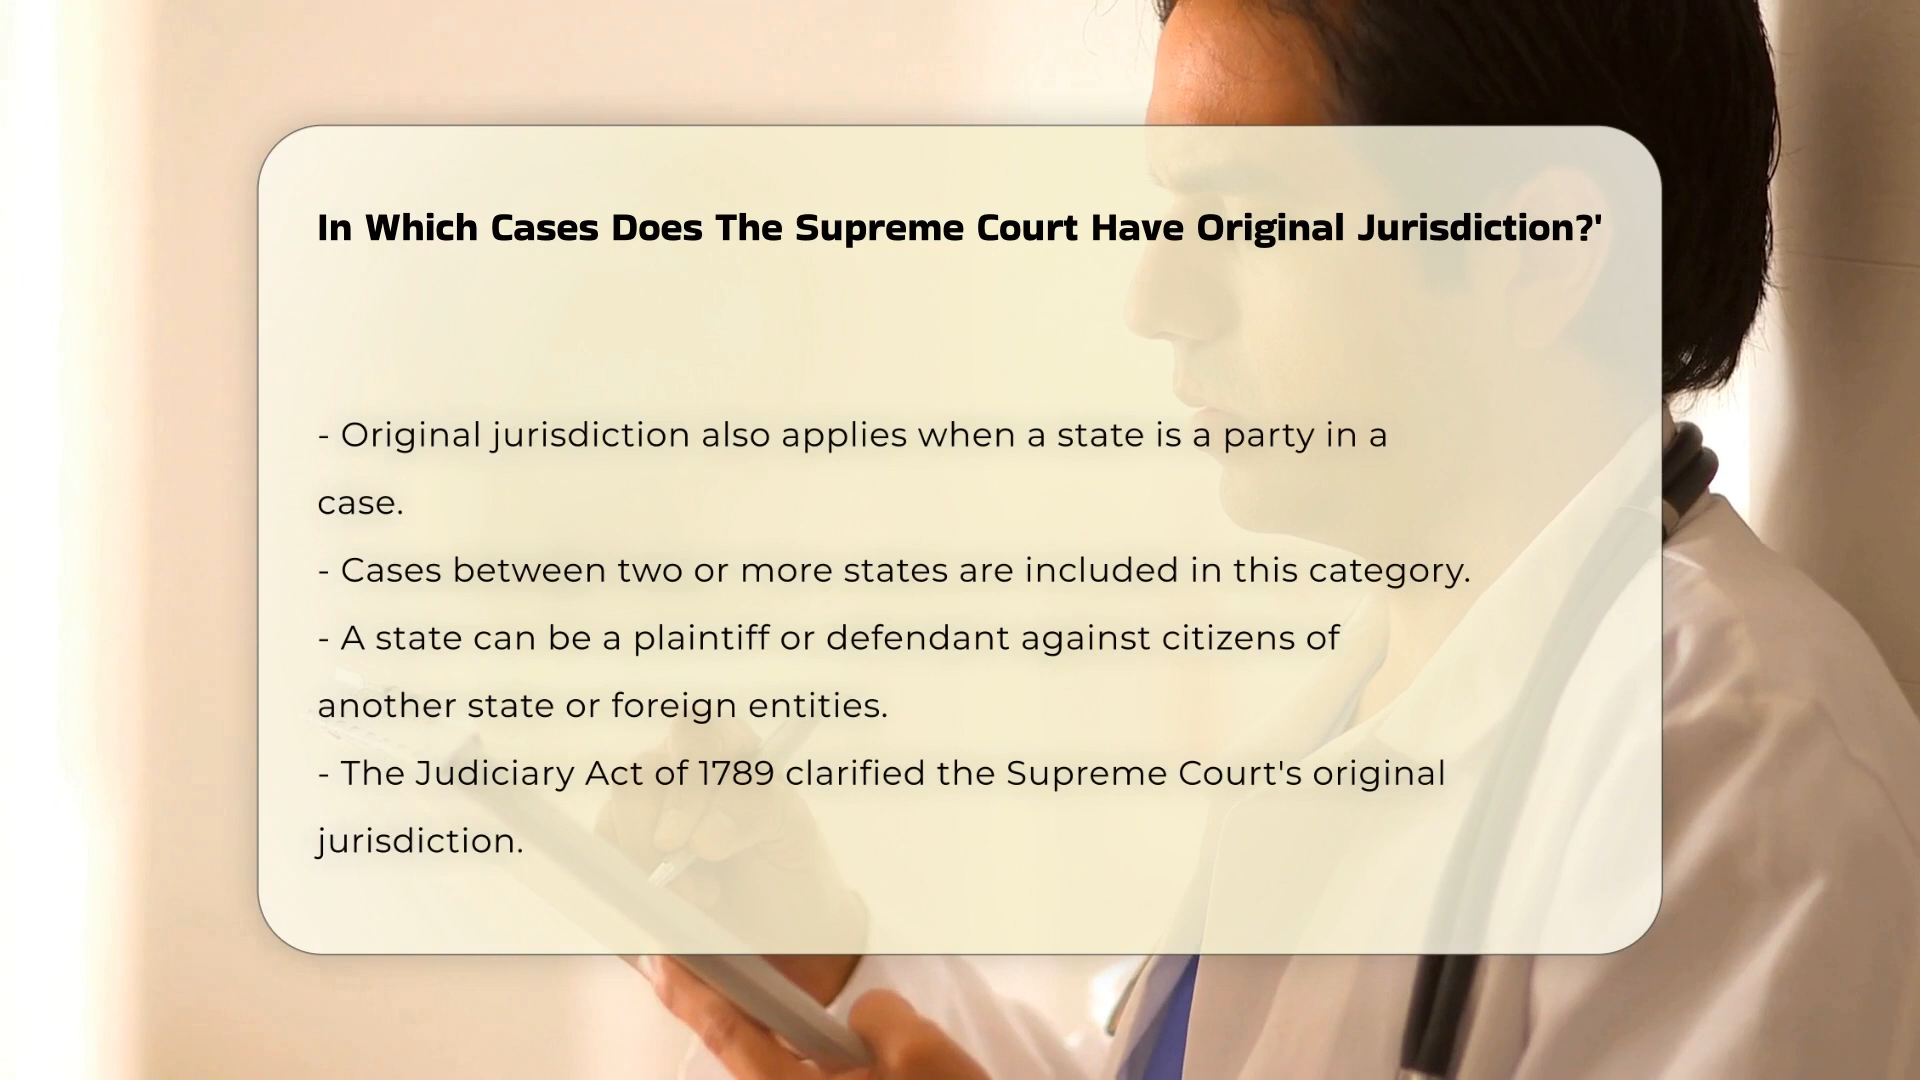 In Which Cases Does The Supreme Court Have Original Jurisdiction?'
- Original jurisdiction also applies when a state is a party in a
case.
- Cases between two or more states are included in this category.
- A state can be a plaintiff or defendant against citizens of
another state or foreign entities.
- The Judiciary Act of 1789 clarified the Supreme Court's original
jurisdiction.